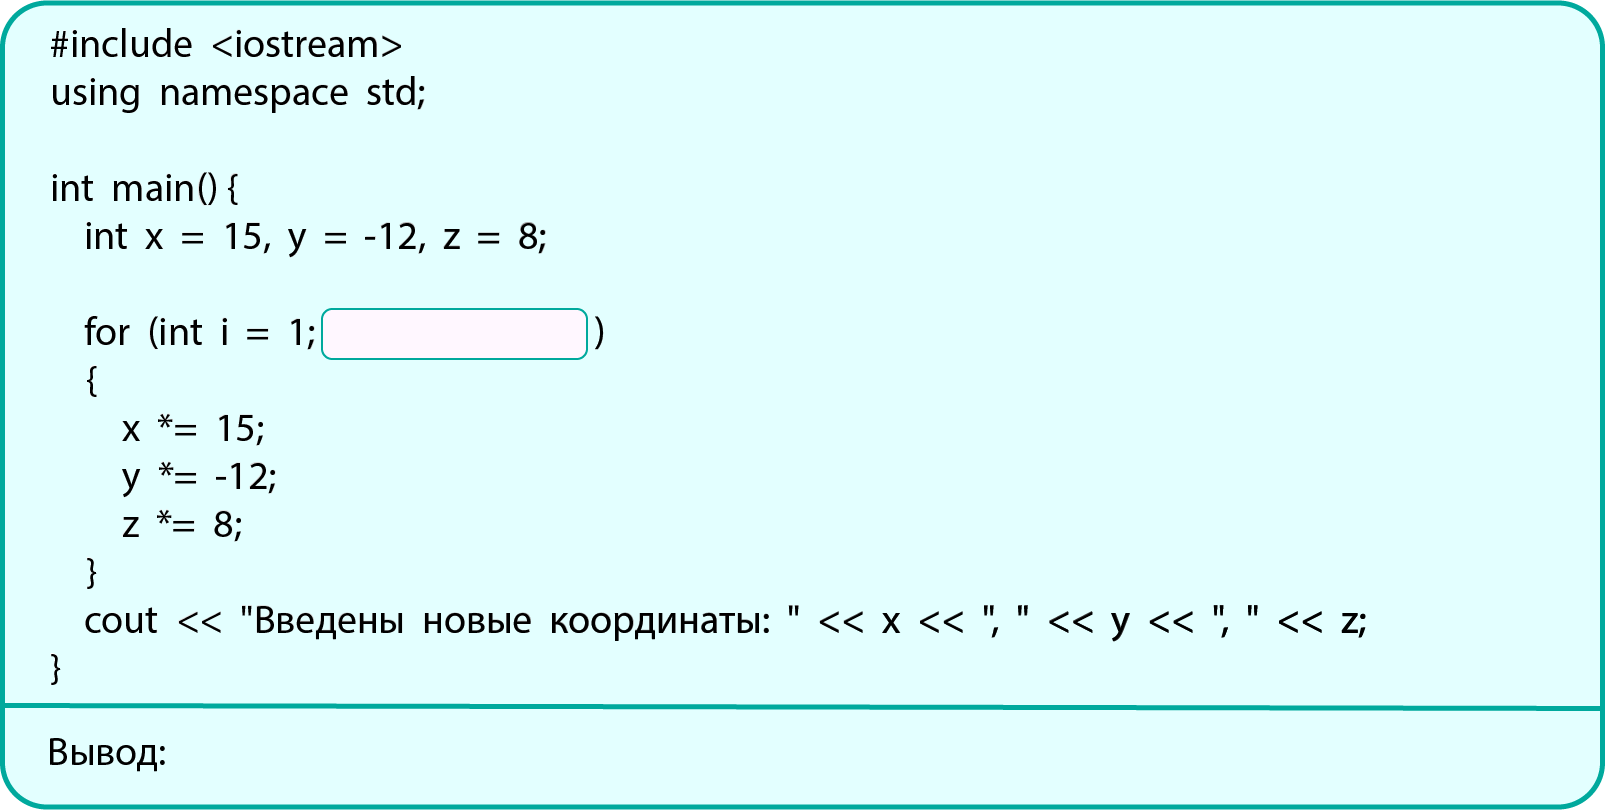 #include <iostream>
using namespace std;
int main() {
int x = 15, y = -12, z = 8;
for (int i = 1; )
{
x *= 15;
y *= -12;
z *= 8;
}
cout << "Введены новые координаты: " << x << ", " << y << ", " << z;
}
Вывод: